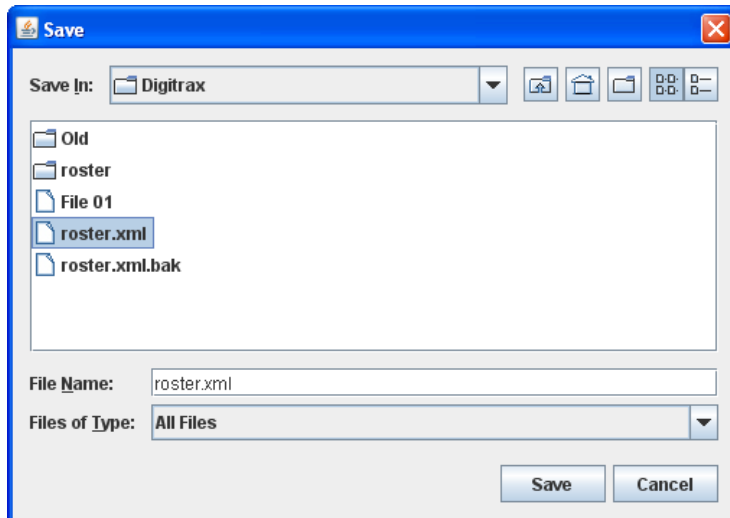 Save
Save In: Digitrax
Old
roster
File 01
roster.xml
roster.xml.bak
File Name: roster.xml
Files of Type: All Files
Save Cancel